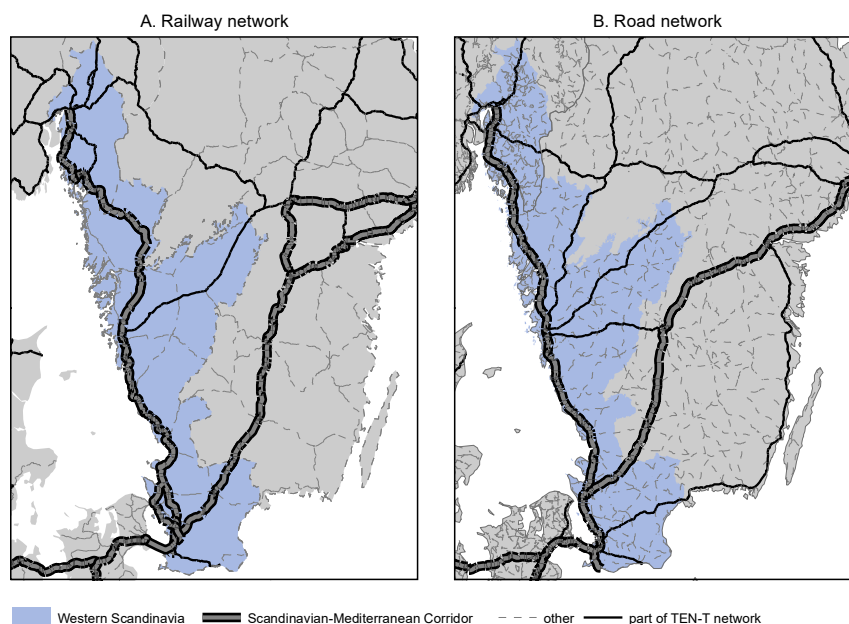 A. Railway network
B. Road network
Western Scandinavia
Scandinavian-Mediterranean Corridor
other
part of TEN-T network